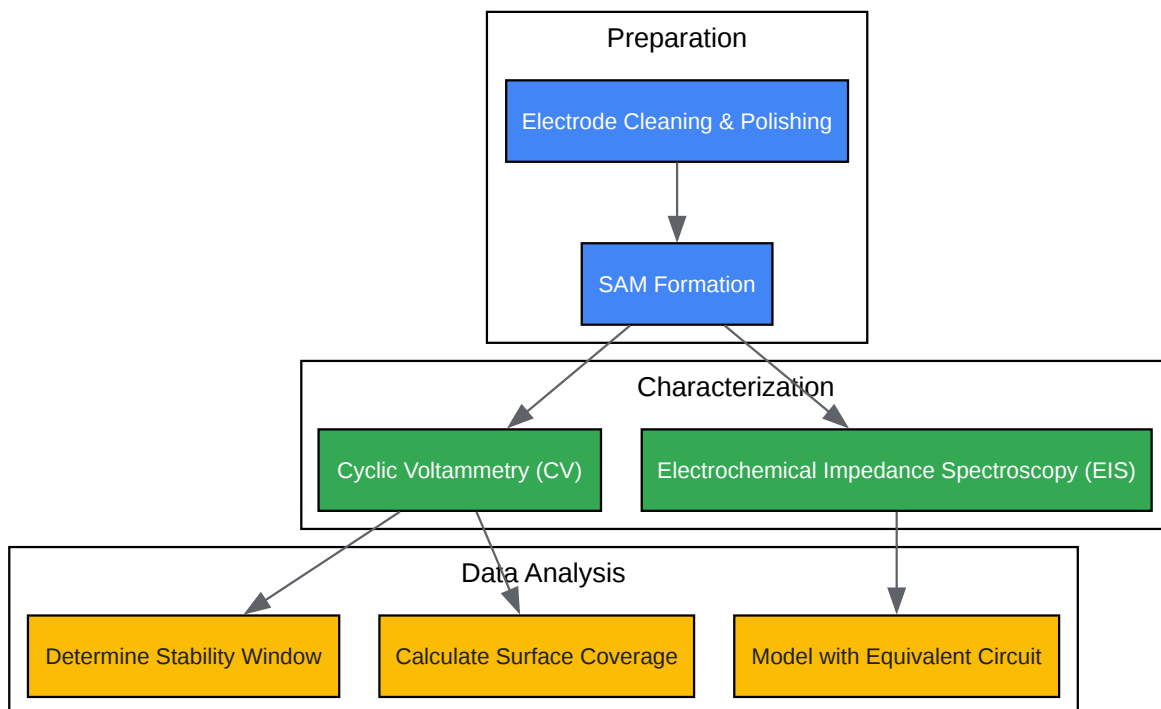 Preparation
Electrode Cleaning & Polishing
SAM Formation
Characterization
Cyclic Voltammetry (CV)
Electrochemical Impedance Spectroscopy (EIS)
Data Analysis
Determine Stability Window
Calculate Surface Coverage
Model with Equivalent Circuit